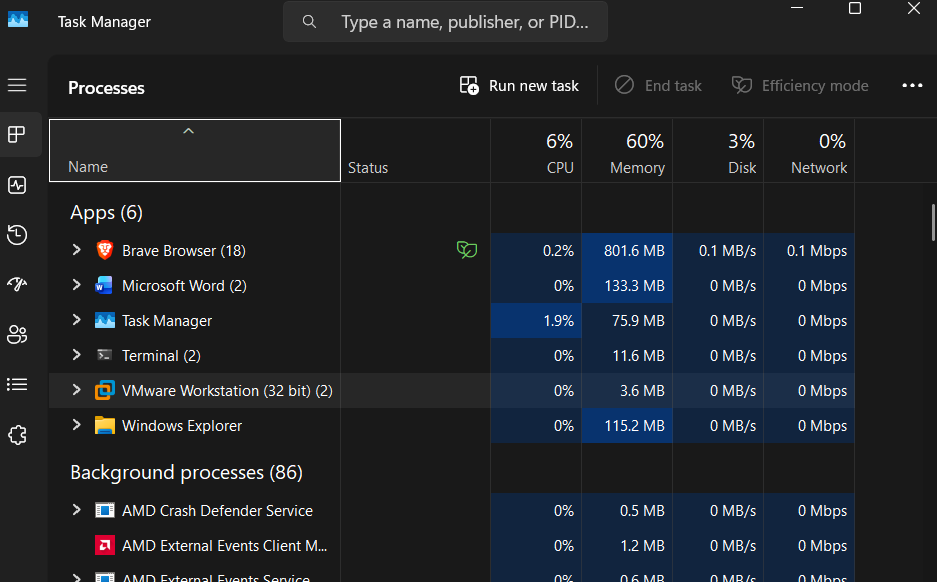 Task Manager
Type a name, publisher, or PID...
Processes
Run new task
End task
Efficiency mode
6% 60% 3% 0%
Name Status CPU Memory Disk Network
Apps (6)
Brave Browser (18) 0.2% 801.6 MB 0.1 MB/s 0.1 Mbps
Microsoft Word (2) 0% 133.3 MB 0 MB/s 0 Mbps
Task Manager 1.9% 75.9 MB 0 MB/s 0 Mbps
Terminal (2) 0% 11.6 MB 0 MB/s 0 Mbps
VMware Workstation (32 bit) (2) 0% 3.6 MB 0 MB/s 0 Mbps
Windows Explorer 0% 115.2 MB 0 MB/s 0 Mbps
Background processes (86)
AMD Crash Defender Service 0% 0.5 MB 0 MB/s 0 Mbps
AMD External Events Client M... 0% 1.2 MB 0 MB/s 0 Mbps
AMD External Events Service 0% 0.6 MB 0 MB/s 0 Mbps